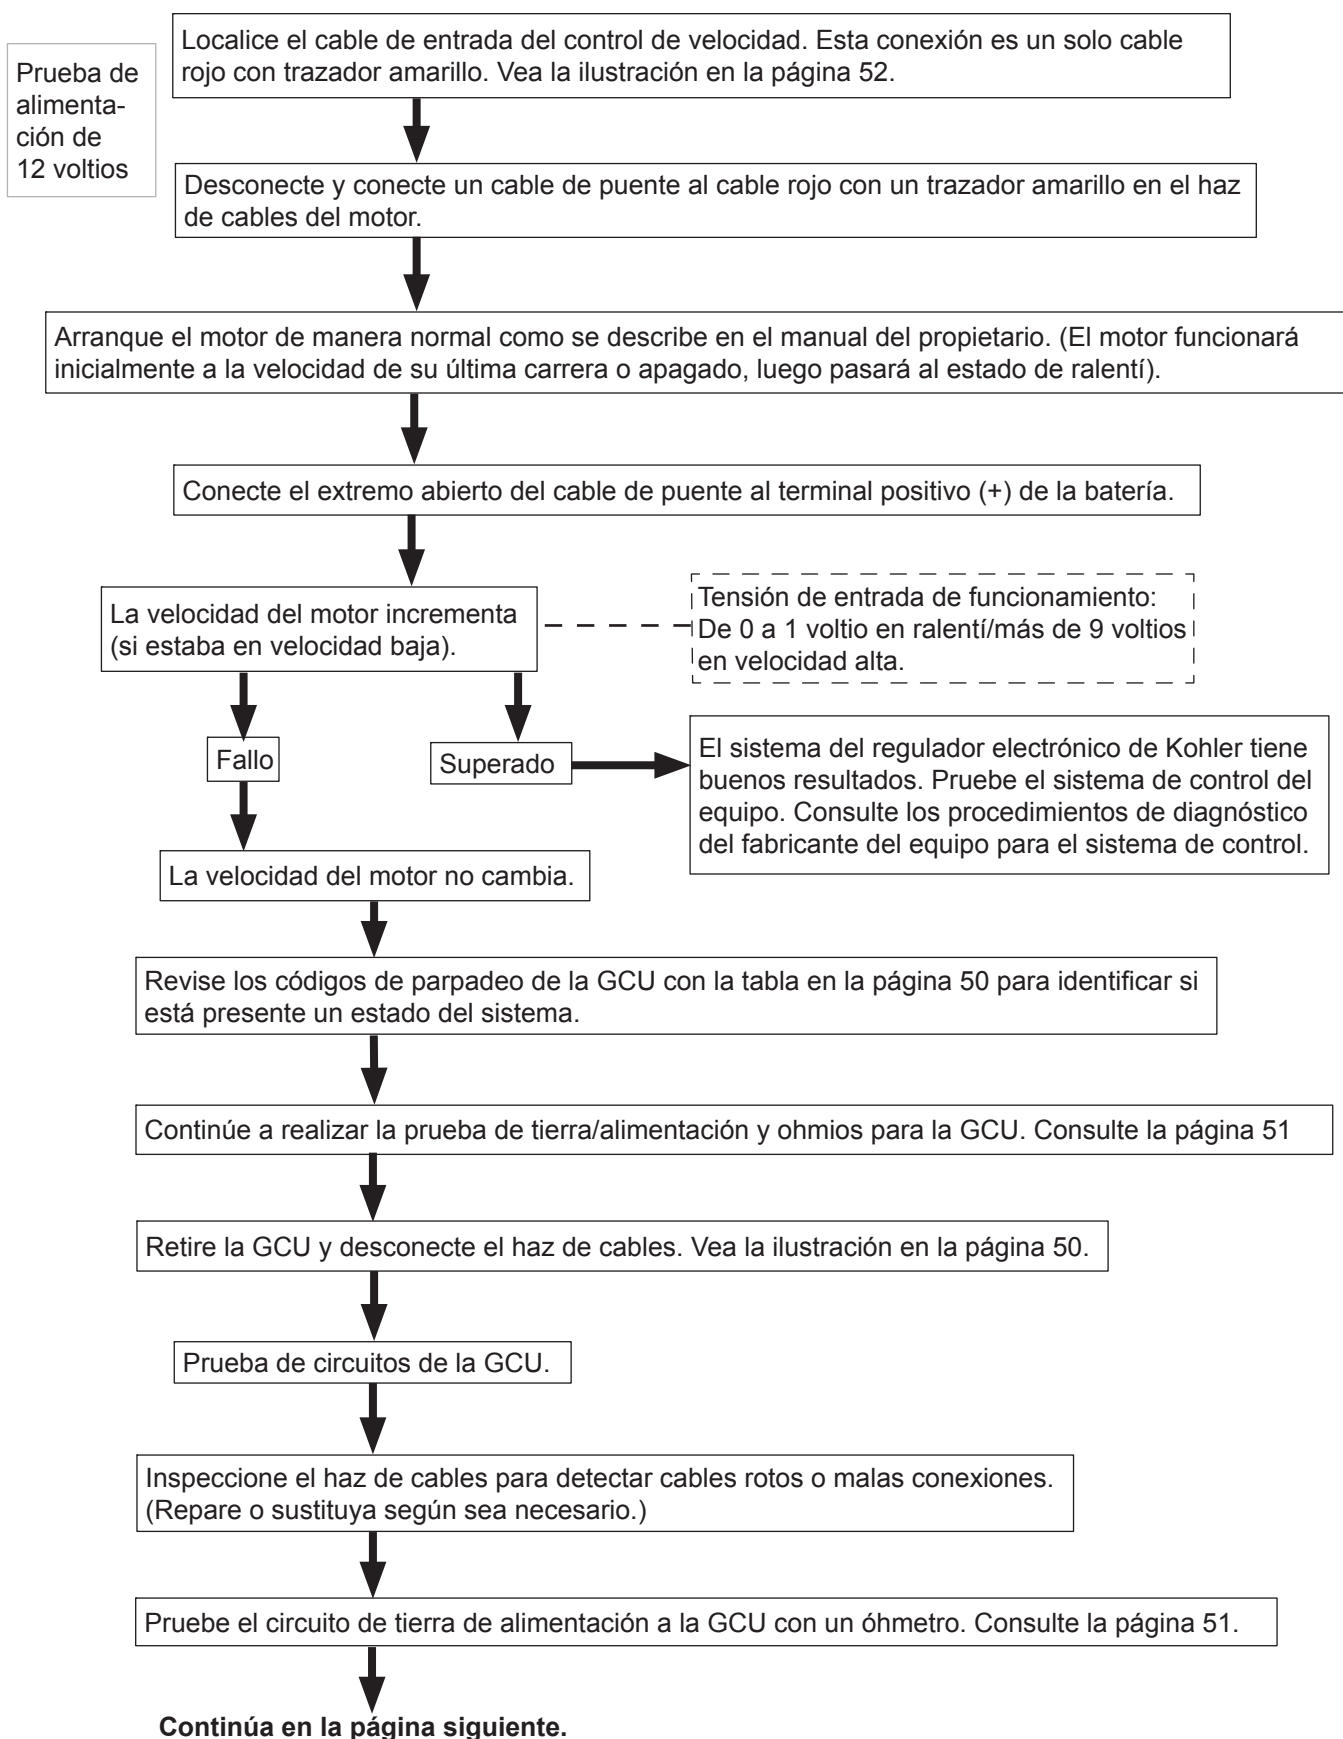 Prueba de
alimenta-
ción de
12 voltios
Localice el cable de entrada del control de velocidad. Esta conexión es un solo cable
rojo con trazador amarillo. Vea la ilustración en la página 52.
Desconecte y conecte un cable de puente al cable rojo con un trazador amarillo en el haz
de cables del motor.
Arranque el motor de manera normal como se describe en el manual del propietario. (El motor funcionará
inicialmente a la velocidad de su última carrera o apagado, luego pasará al estado de ralentí).
Conecte el extremo abierto del cable de puente al terminal positivo (+) de la batería.
La velocidad del motor incrementa
(si estaba en velocidad baja).
Tensión de entrada de funcionamiento:
De 0 a 1 voltio en ralentí/más de 9 voltios
en velocidad alta.
Fallo
Superado
El sistema del regulador electrónico de Kohler tiene
buenos resultados. Pruebe el sistema de control del
equipo. Consulte los procedimientos de diagnóstico
del fabricante del equipo para el sistema de control.
La velocidad del motor no cambia.
Revise los códigos de parpadeo de la GCU con la tabla en la página 50 para identificar si
está presente un estado del sistema.
Continúe a realizar la prueba de tierra/alimentación y ohmios para la GCU. Consulte la página 51
Retire la GCU y desconecte el haz de cables. Vea la ilustración en la página 50.
Prueba de circuitos de la GCU.
Inspeccione el haz de cables para detectar cables rotos o malas conexiones.
(Repare o sustituya según sea necesario.)
Pruebe el circuito de tierra de alimentación a la GCU con un óhmetro. Consulte la página 51.
Continúa en la página siguiente.